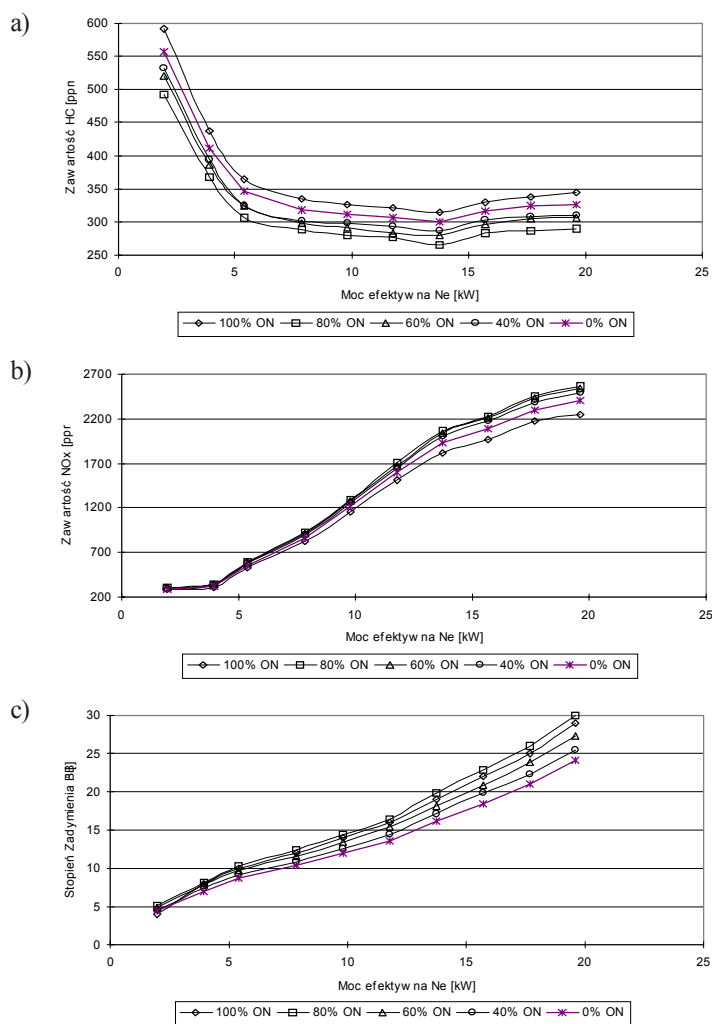 a)
600
550
500
450
400
350
300
250
Zaw artość HC [ppn
0 5 10 15 20 25
Moc efektyw na Ne [kW]
100% ON 80% ON 60% ON 40% ON 0% ON
b)
2700
2200
1700
1200
700
200
Zaw artość NOx [ppr
0 5 10 15 20 25
Moc efektyw na Ne [kW]
100% ON 80% ON 60% ON 40% ON 0% ON
c)
30
25
20
15
10
5
0
Stopień Zadymienia
0 5 10 15 20 25
Moc efektyw na Ne [kW]
100% ON 80% ON 60% ON 40% ON 0% ON